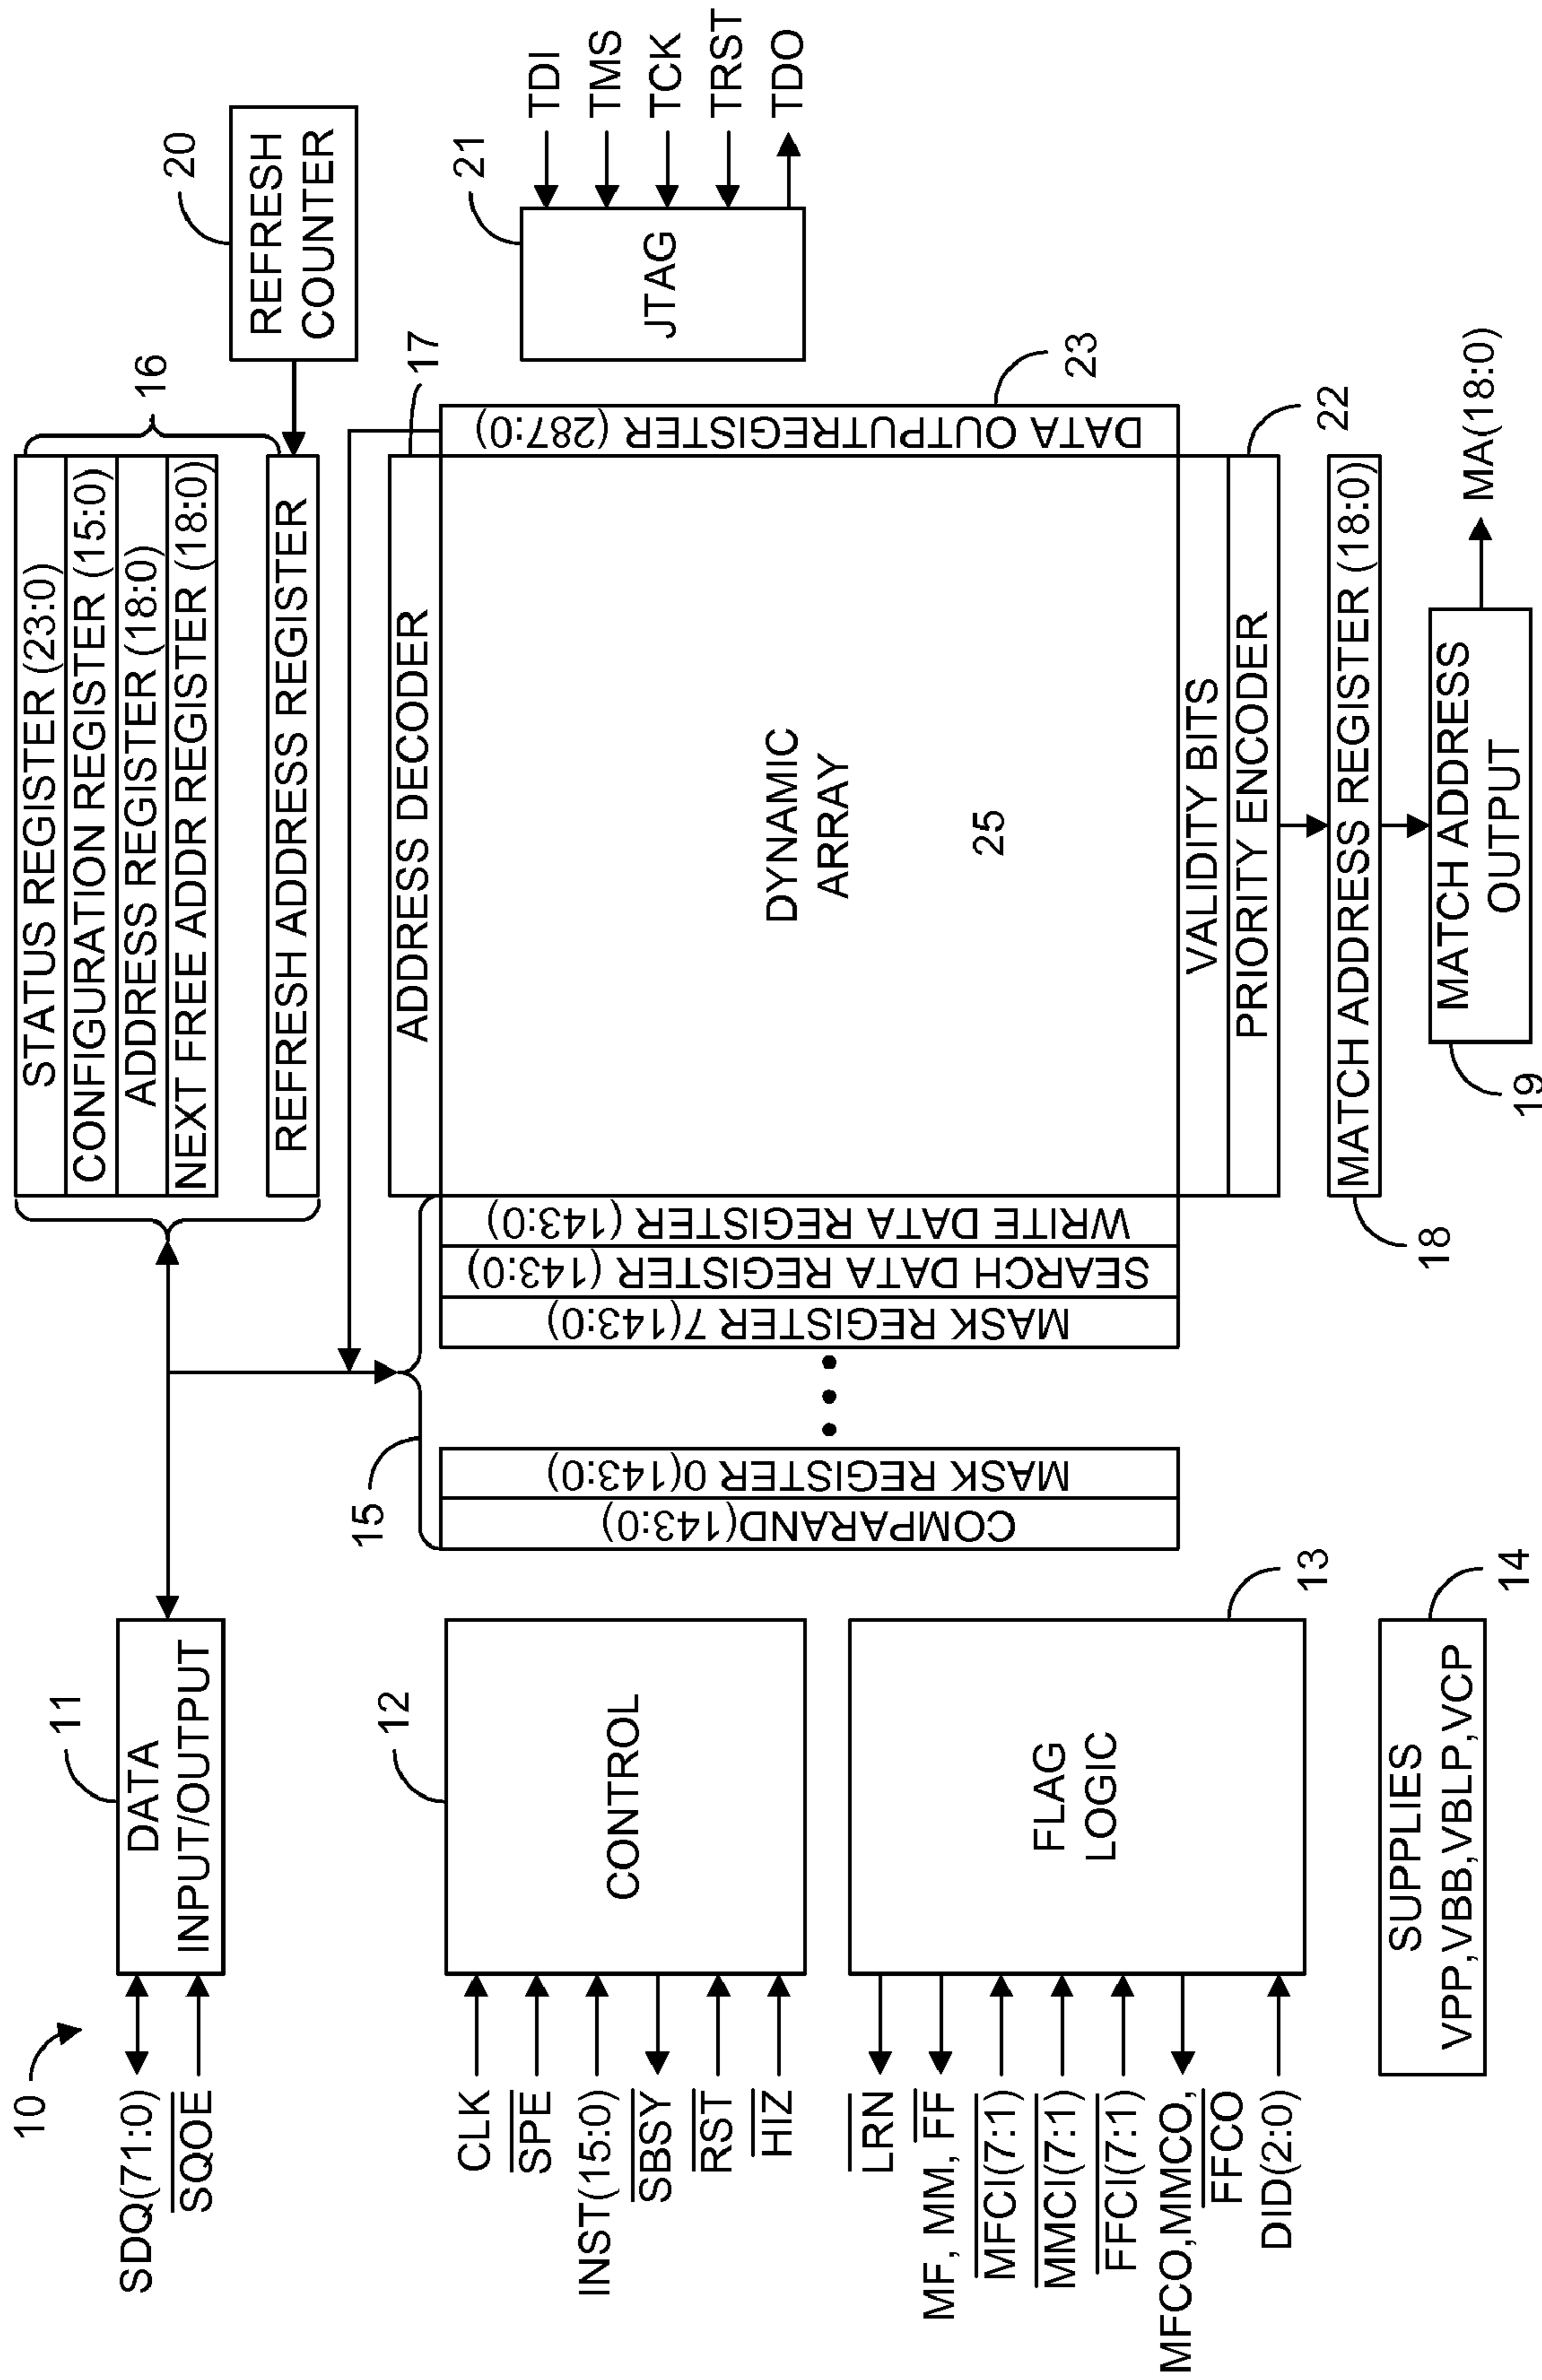 10
SDQ(71:0)
SQOE
11
DATA
INPUT/OUTPUT
STATUS REGISTER (23:0)
CONFIGURATION REGISTER (15:0)
ADDRESS REGISTER (18:0)
NEXT FREE ADDR REGISTER (18:0)
REFRESH ADDRESS REGISTER
16
20
REFRESH
COUNTER
CLK
SPE
INST(15:0)
SBSY
RST
HIZ
12
CONTROL
15
COMPARAND(143:0)
MASK REGISTER 0(143:0)
MASK REGISTER 7(143:0)
SEARCH DATA REGISTER (143:0)
WRITE DATA REGISTER (143:0)
ADDRESS DECODER
17
DYNAMIC
ARRAY
25
DATA OUTPUTREGISTER (287:0)
23
VALIDITY BITS
PRIORITY ENCODER
22
21
JTAG
TDI
TMS
TCK
TRST
TDO
LRN
MF, MM, FF
MFCI(7:1)
MMCI(7:1)
FFCI(7:1)
MFCO,MMCO,
FFCO
DID(2:0)
FLAG
LOGIC
13
SUPPLIES
VPP,VBB,VBLP,VCP
14
MATCH ADDRESS REGISTER (18:0)
18
MATCH ADDRESS
OUTPUT
19
MA(18:0)